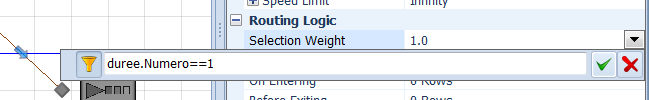 Speed Limit Infinity
Routing Logic
Selection Weight 1.0
duree.Numero==1
On Entering 0 Rows
Before Exiting 0 Rows